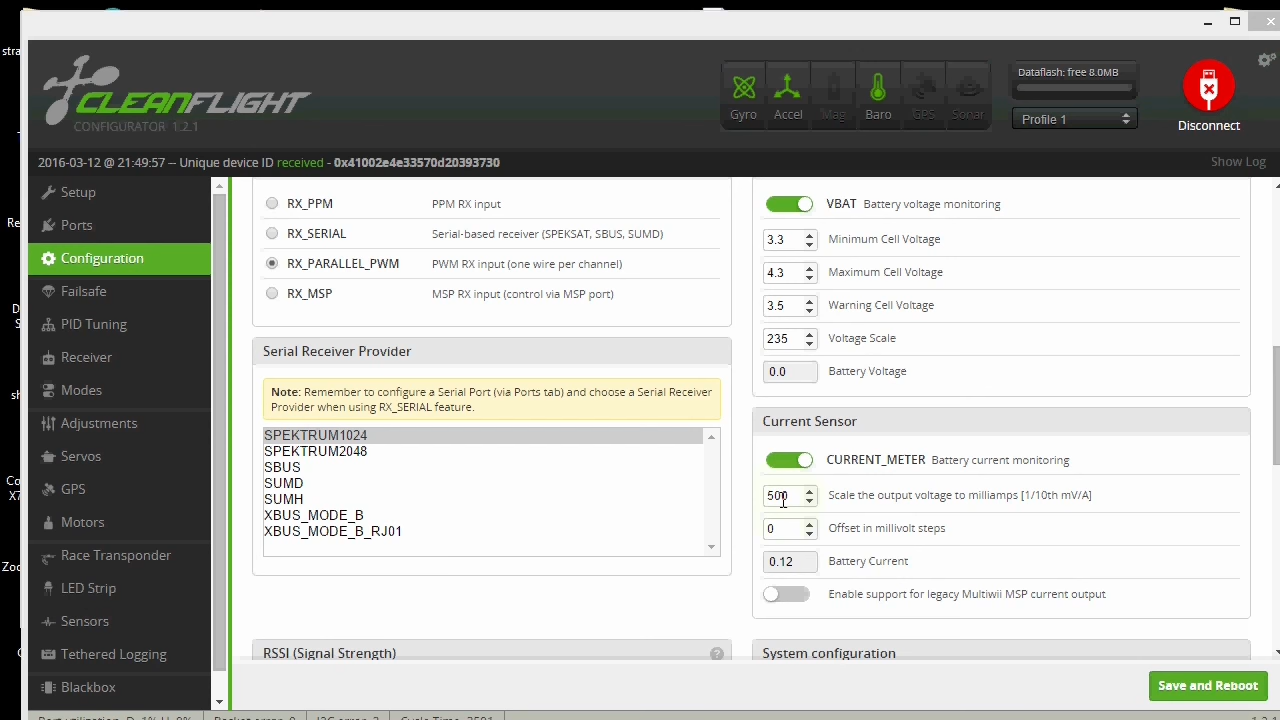 CLEANFLIGHT
CONFIGURATOR 1.2.1
Gyro
Accel
Mag
Baro
GPS
Sonar
Dataflash: free 8.0MB
Profile 1
Disconnect
2016-03-12 @ 21:49:57 -- Unique device ID received - 0x41002e4e33570d20393730
Show Log
Setup
Ports
Configuration
Failsafe
PID Tuning
Receiver
Modes
Adjustments
Servos
GPS
Motors
Race Transponder
LED Strip
Sensors
Tethered Logging
Blackbox
RX_PPM PPM RX input
RX_SERIAL Serial-based receiver (SPEKSAT, SBUS, SUMD)
RX_PARALLEL_PWM PWM RX input (one wire per channel)
RX_MSP MSP RX input (control via MSP port)
Serial Receiver Provider
Note: Remember to configure a Serial Port (via Ports tab) and choose a Serial Receiver
Provider when using RX_SERIAL feature.
SPEKTRUM1024
SPEKTRUM2048
SBUS
SUMD
SUMH
XBUS_MODE_B
XBUS_MODE_B_RJ01
RSSI (Signal Strength)
VBAT Battery voltage monitoring
3.3 Minimum Cell Voltage
4.3 Maximum Cell Voltage
3.5 Warning Cell Voltage
235 Voltage Scale
0.0 Battery Voltage
Current Sensor
CURRENT_METER Battery current monitoring
500 Scale the output voltage to milliamps [1/10th mV/A]
0 Offset in millivolt steps
0.12 Battery Current
Enable support for legacy Multiwii MSP current output
System configuration
Save and Reboot